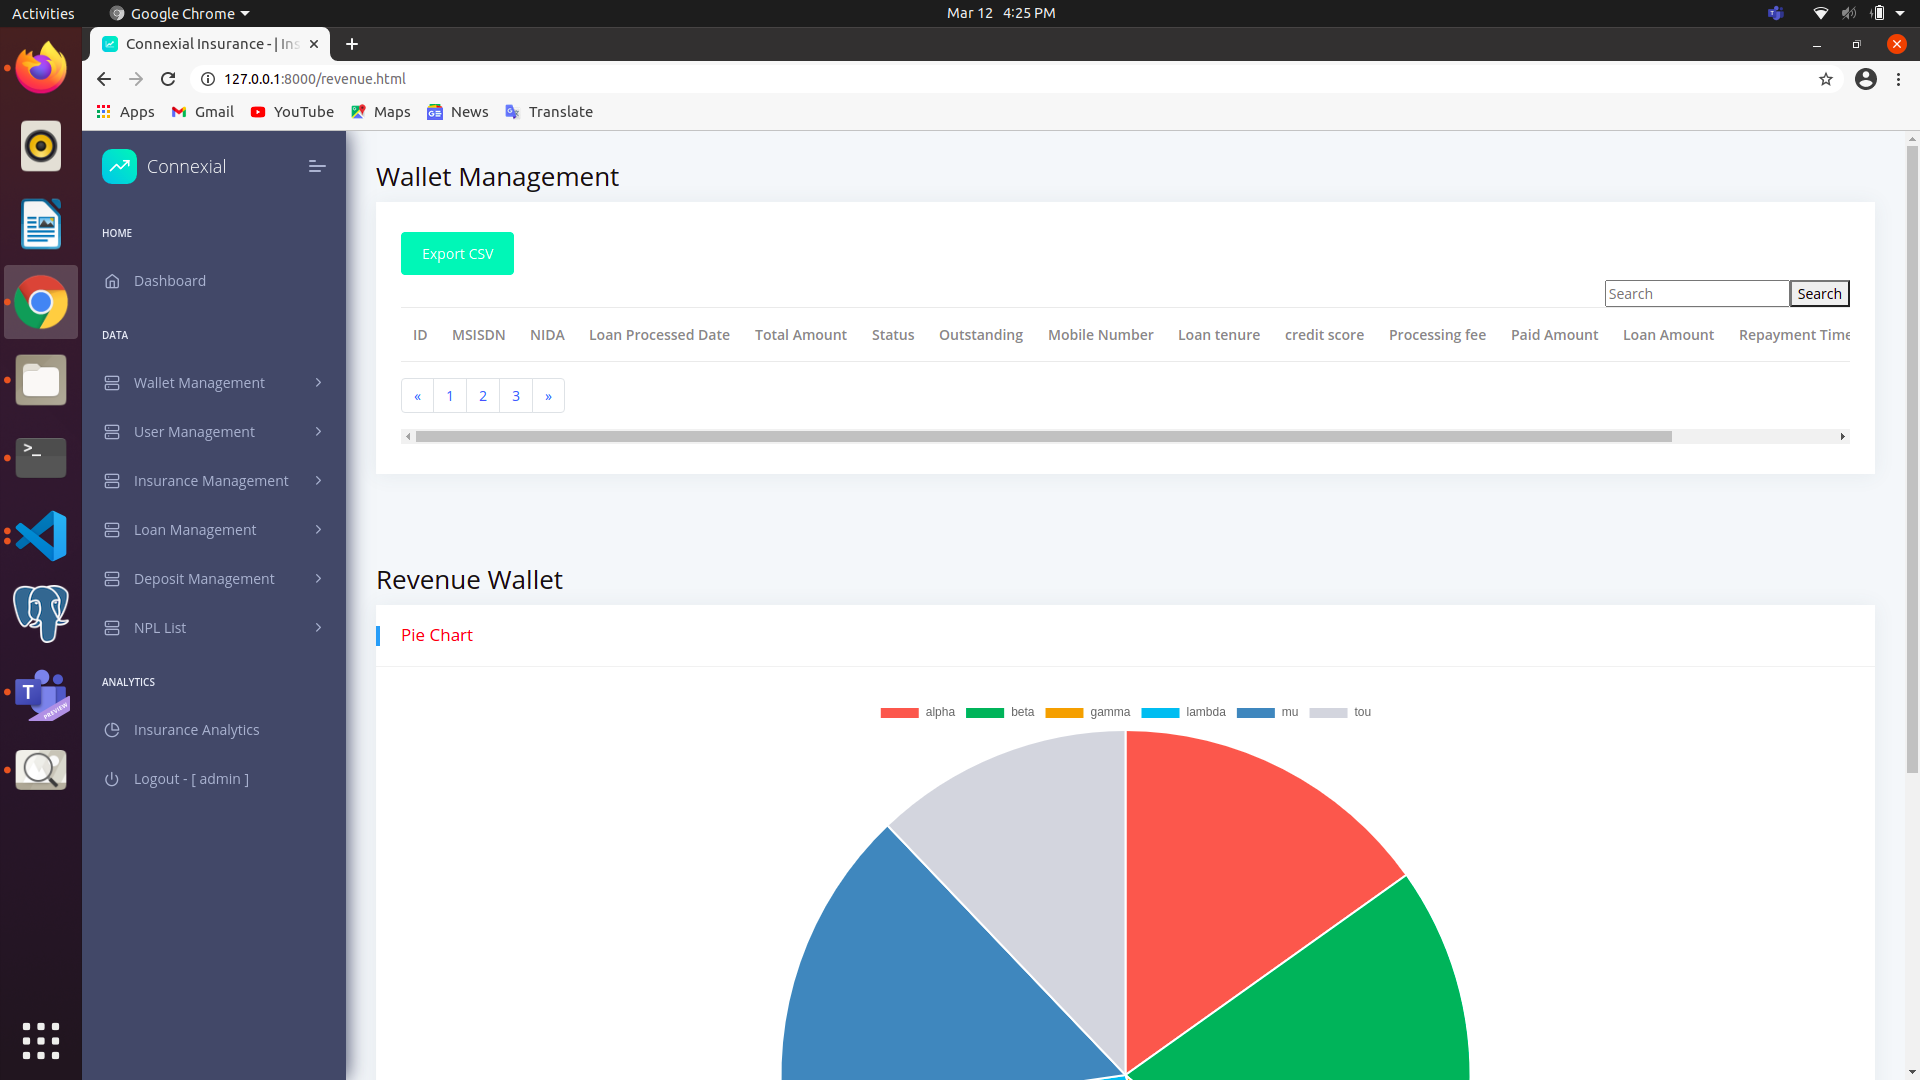 Activities
Google Chrome
Mar 12 4:25 PM
Connexial Insurance - | Ins
127.0.0.1:8000/revenue.html
Apps
Gmail
YouTube
Maps
News
Translate
Connexial
HOME
Dashboard
DATA
Wallet Management
User Management
Insurance Management
Loan Management
Deposit Management
NPL List
ANALYTICS
Insurance Analytics
Logout - [ admin ]
Wallet Management
Export CSV
Search Search
ID MSISDN NIDA Loan Processed Date Total Amount Status Outstanding Mobile Number Loan tenure credit score Processing fee Paid Amount Loan Amount Repayment Time
« 1 2 3 »
Revenue Wallet
Pie Chart
alpha beta gamma lambda mu tou
>_
T
PREVIEW